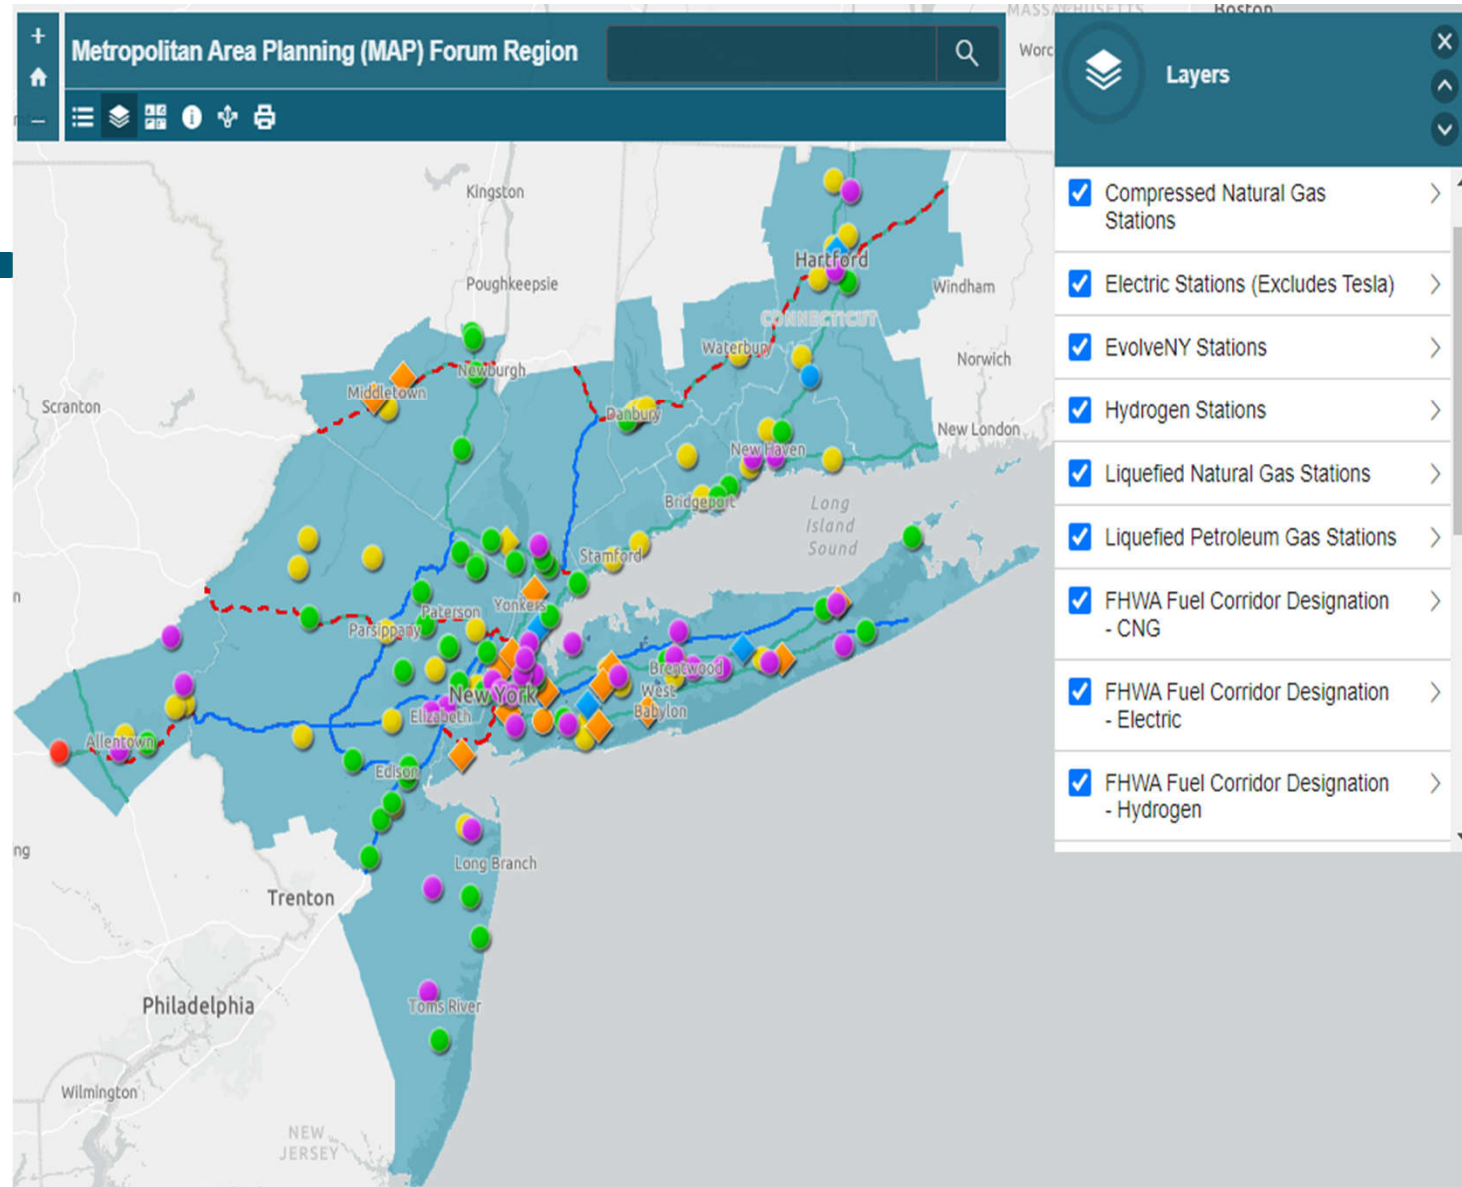 MASSACHUSETTS
Boston
Metropolitan Area Planning (MAP) Forum Region
Worc
Layers
Compressed Natural Gas
Stations
Electric Stations (Excludes Tesla)
EvolveNY Stations
Hydrogen Stations
Liquefied Natural Gas Stations
Liquefied Petroleum Gas Stations
FHWA Fuel Corridor Designation
- CNG
FHWA Fuel Corridor Designation
- Electric
FHWA Fuel Corridor Designation
- Hydrogen
Kingston
Hartford
Poughkeepsie
Windham
CONNECTICUT
Waterbury
Norwich
Newburgh
Middletown
Scranton
Danbury
New London
New Haven
Bridgeport
Long
Island
Sound
Stamford
n
Paterson
Yonkers
Parsippany
Brentwood
New York
West
Babylon
Elizabeth
Allentown
Edison
ng
Long Branch
Trenton
Philadelphia
Toms River
Wilmington
NEW
JERSEY